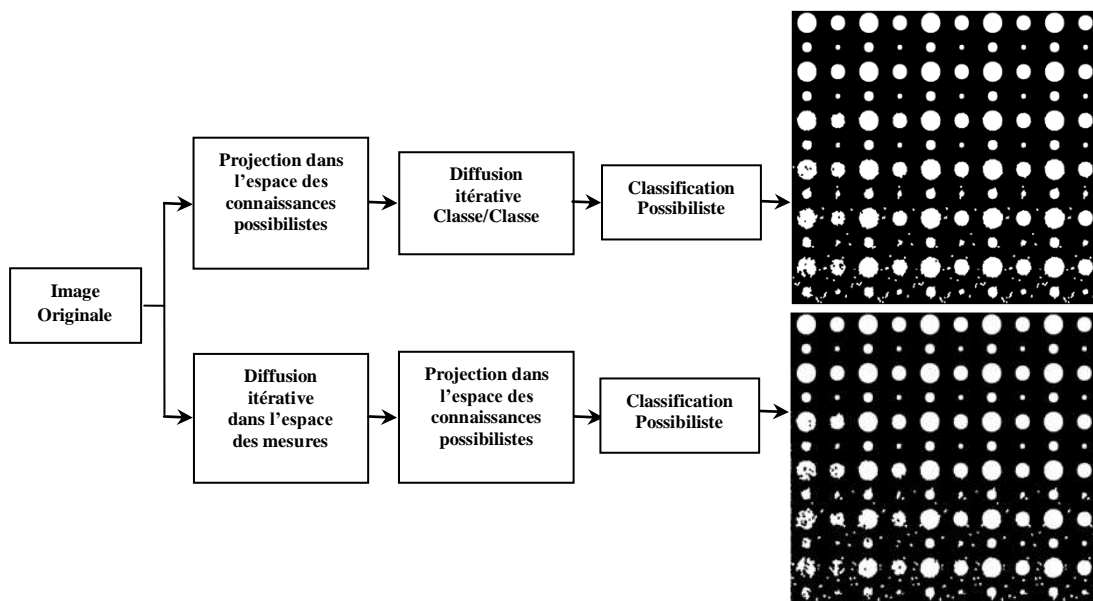 Image
Originale
Projection dans
l'espace des
connaissances
possibilistes
Diffusion
itérative
Classe/Classe
Classification
Possibiliste
Diffusion
itérative
dans l'espace
des mesures
Projection dans
l'espace des
connaissances
possibilistes
Classification
Possibiliste